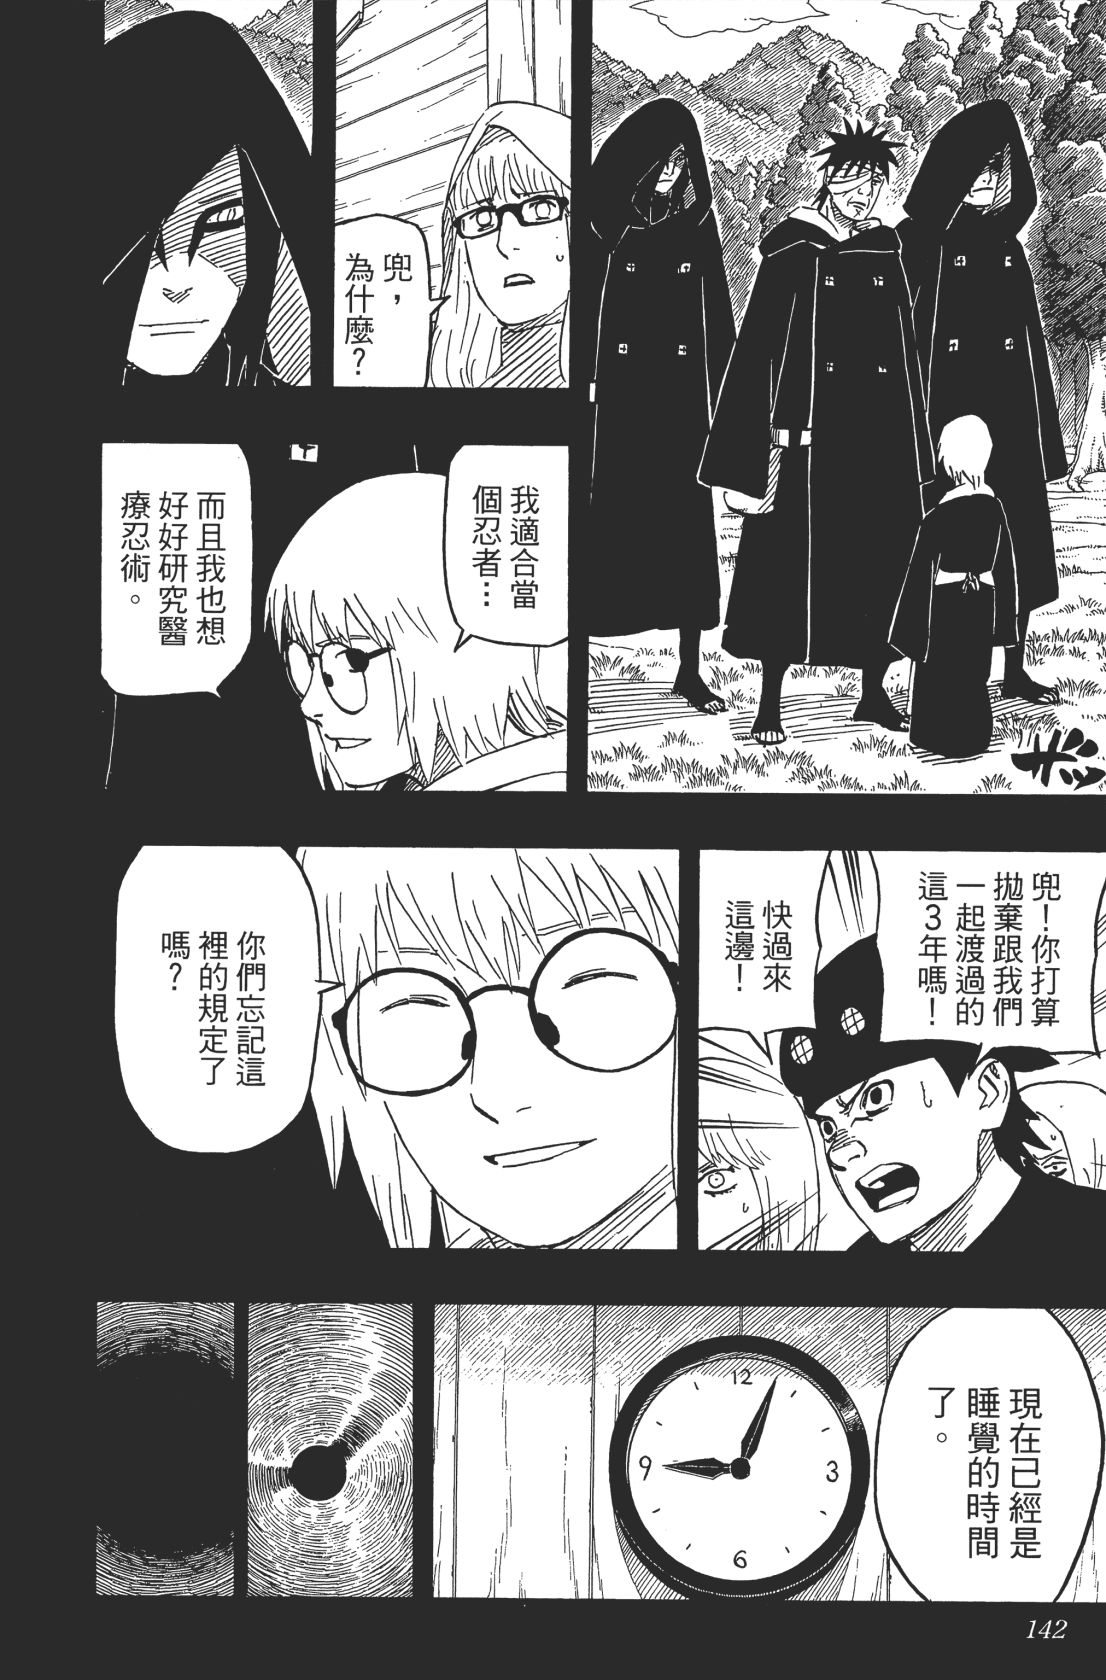 ザッ
兜，
為什麼？
我適合當
個忍者…
而且我也想
好好研究醫
療忍術。
兜！你打算
拋棄跟我們
一起渡過的
這3年嗎！
快過來
這邊！
你們忘記這
裡的規定了
嗎？
現在已經是
睡覺的時間
了。
12
3
6
9
142